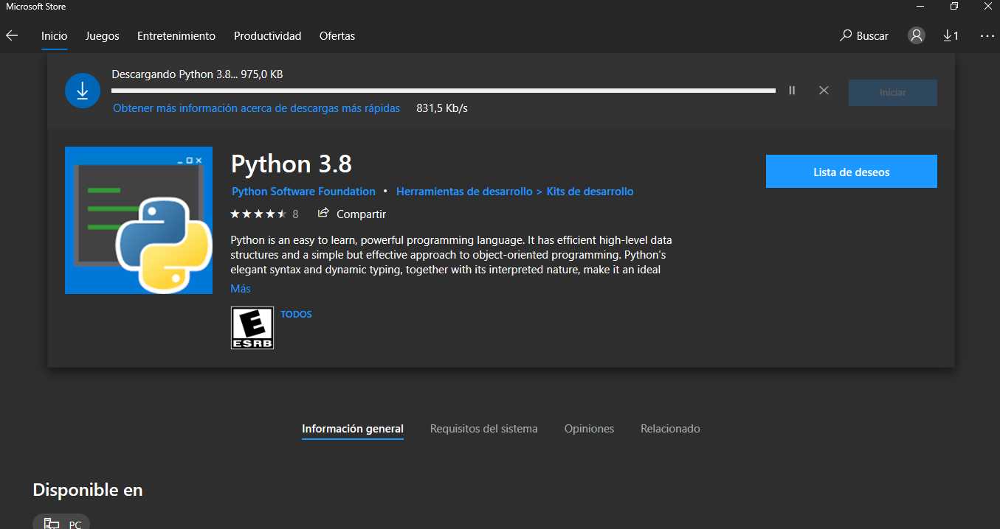 Microsoft Store
Inicio Juegos Entretenimiento Productividad Ofertas Buscar 1
Descargando Python 3.8... 975,0 KB
Iniciar
Obtener más información acerca de descargas más rápidas 831,5 Kb/s
Python 3.8
Lista de deseos
Python Software Foundation • Herramientas de desarrollo > Kits de desarrollo
8 Compartir
Python is an easy to learn, powerful programming language. It has efficient high-level data
structures and a simple but effective approach to object-oriented programming. Python's
elegant syntax and dynamic typing, together with its interpreted nature, make it an ideal
Más
E
ESRB
TODOS
Información general Requisitos del sistema Opiniones Relacionado
Disponible en
PC